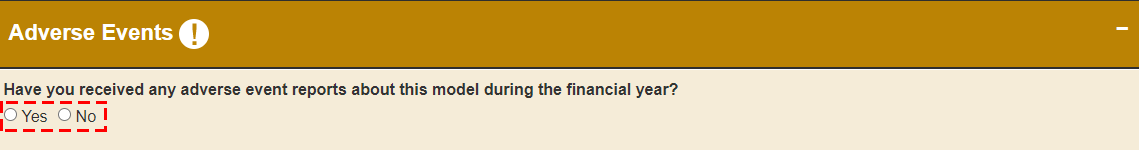 Adverse Events !
Have you received any adverse event reports about this model during the financial year?
Yes No